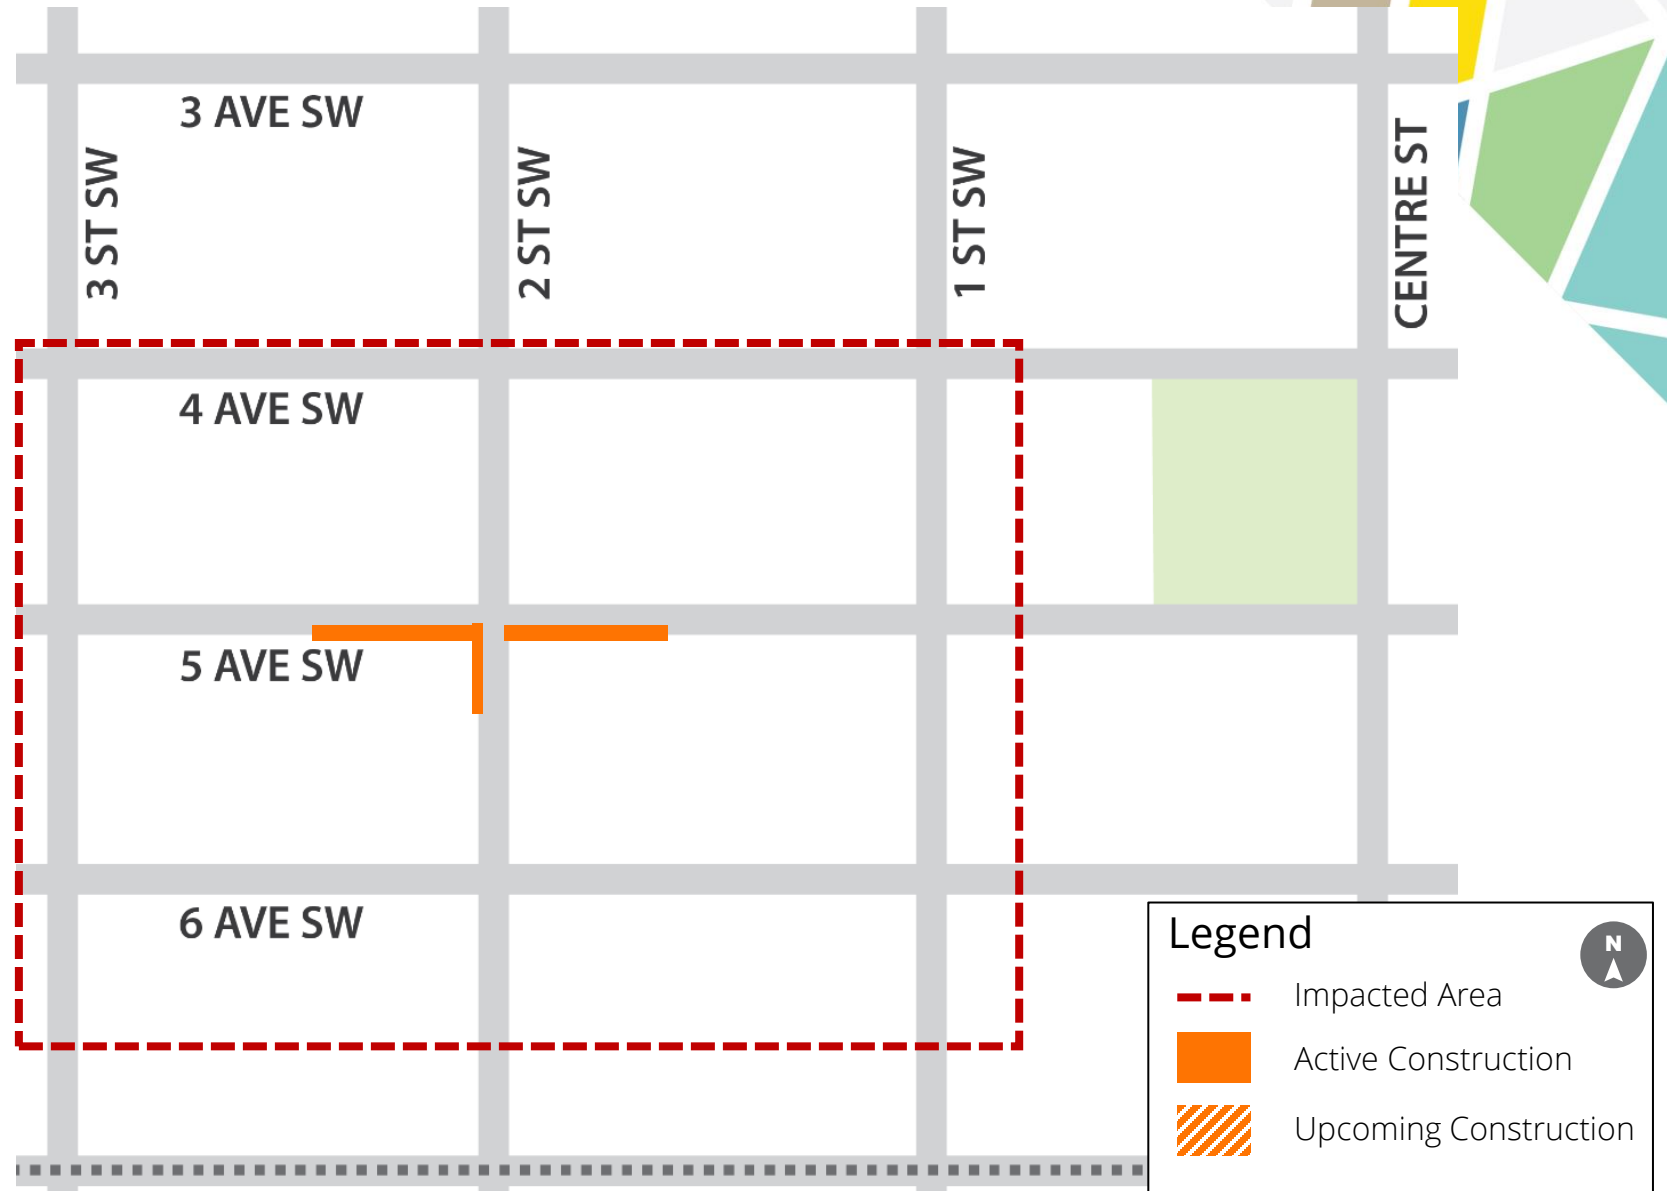 3 AVE SW
3 ST SW
2 ST SW
1 ST SW
CENTRE ST
4 AVE SW
5 AVE SW
6 AVE SW
Legend
N
Impacted Area
Active Construction
Upcoming Construction